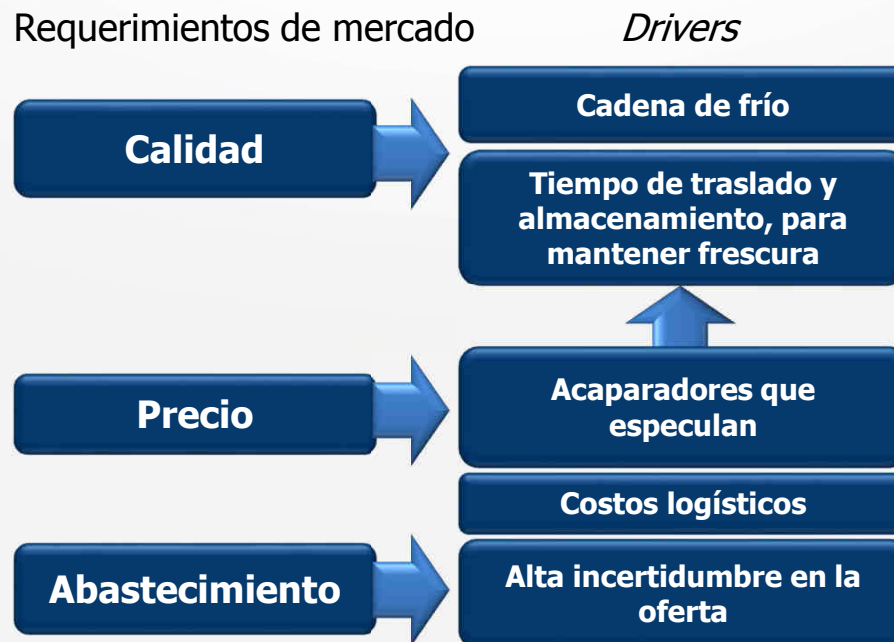 Requerimientos de mercado
Drivers
Calidad
Cadena de frío
Tiempo de traslado y
almacenamiento, para
mantener frescura
Precio
Acaparadores que
especulan
Costos logísticos
Abastecimiento
Alta incertidumbre en la
oferta